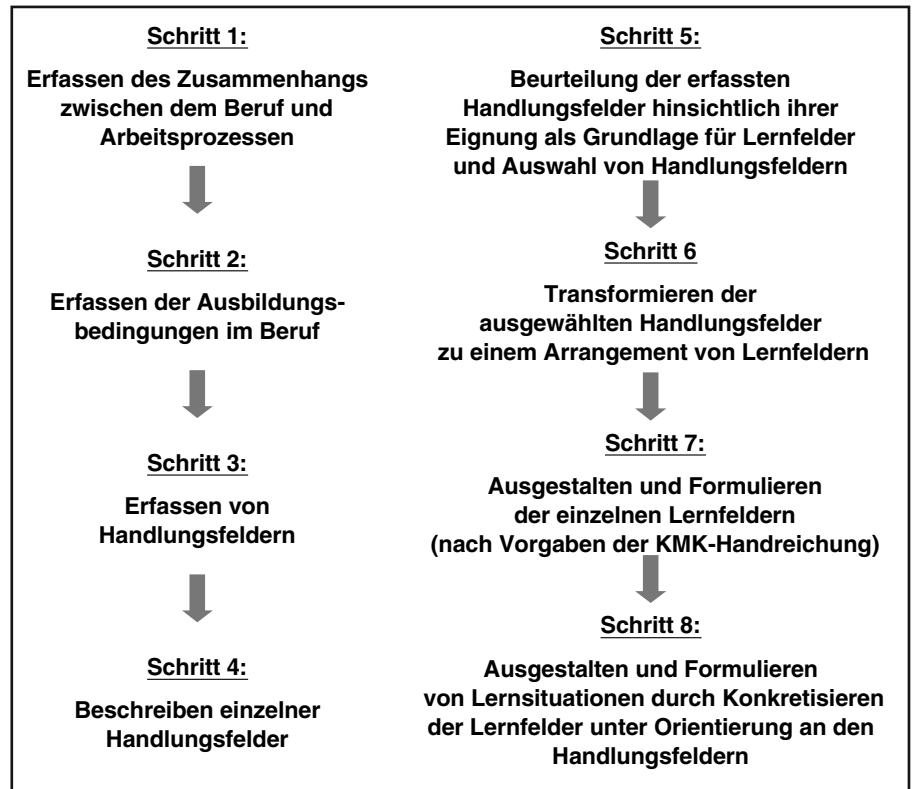 Schritt 1:
Erfassen des Zusammenhangs
zwischen dem Beruf und
Arbeitsprozessen
Schritt 2:
Erfassen der Ausbildungs-
bedingungen im Beruf
Schritt 3:
Erfassen von
Handlungsfeldern
Schritt 4:
Beschreiben einzelner
Handlungsfelder
Schritt 5:
Beurteilung der erfassten
Handlungsfelder hinsichtlich ihrer
Eignung als Grundlage für Lernfelder
und Auswahl von Handlungsfeldern
Schritt 6
Transformieren der
ausgewählten Handlungsfelder
zu einem Arrangement von Lernfeldern
Schritt 7:
Ausgestalten und Formulieren
der einzelnen Lernfeldern
(nach Vorgaben der KMK-Handreichung)
Schritt 8:
Ausgestalten und Formulieren
von Lernsituationen durch Konkretisieren
der Lernfelder unter Orientierung an den
Handlungsfeldern